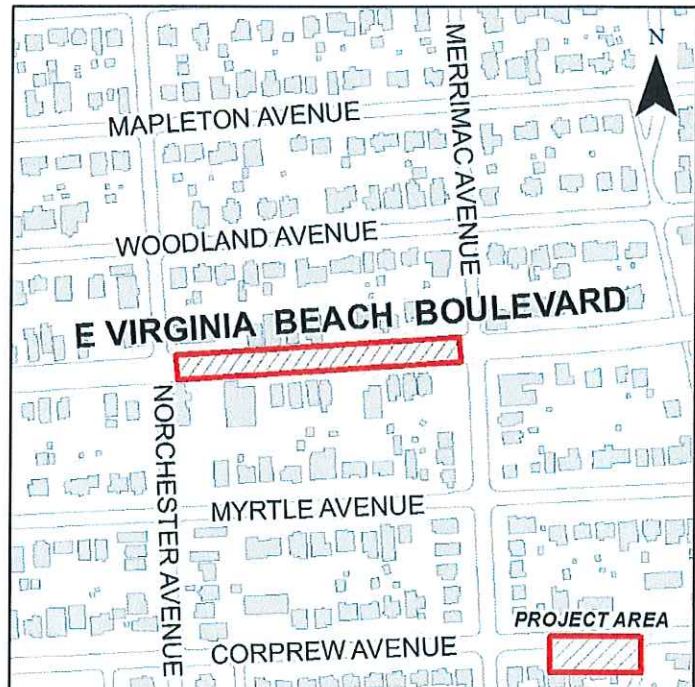 MERRIMAC AVENUE
N
MAPLETON AVENUE
WOODLAND AVENUE
E VIRGINIA BEACH BOULEVARD
NORCHESTER AVENUE
MYRTLE AVENUE
PROJECT AREA
CORPREW AVENUE